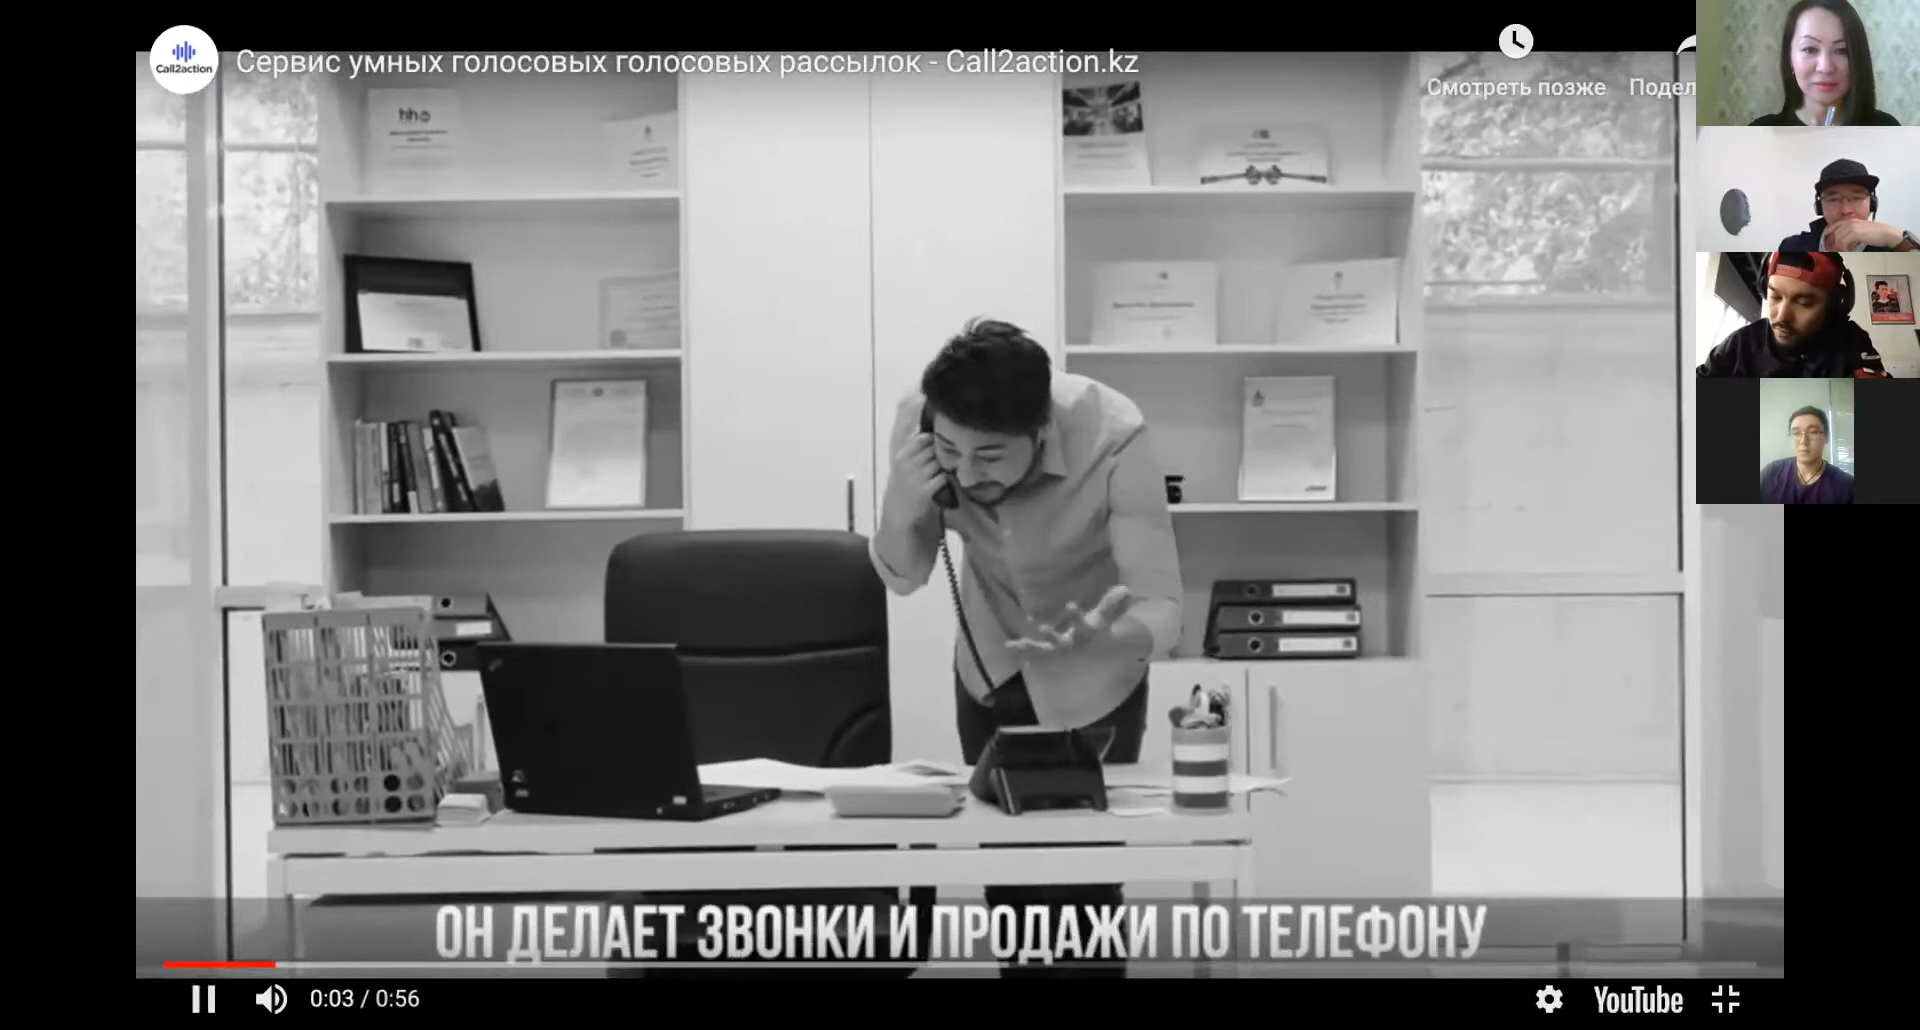 Call2action
Сервис умных голосовых голосовых рассылок - Call2action.kz
Смотреть позже
Подел
hh
ОН ДЕЛАЕТ ЗВОНКИ И ПРОДАЖИ ПО ТЕЛЕФОНУ
0:03 / 0:56
YouTube